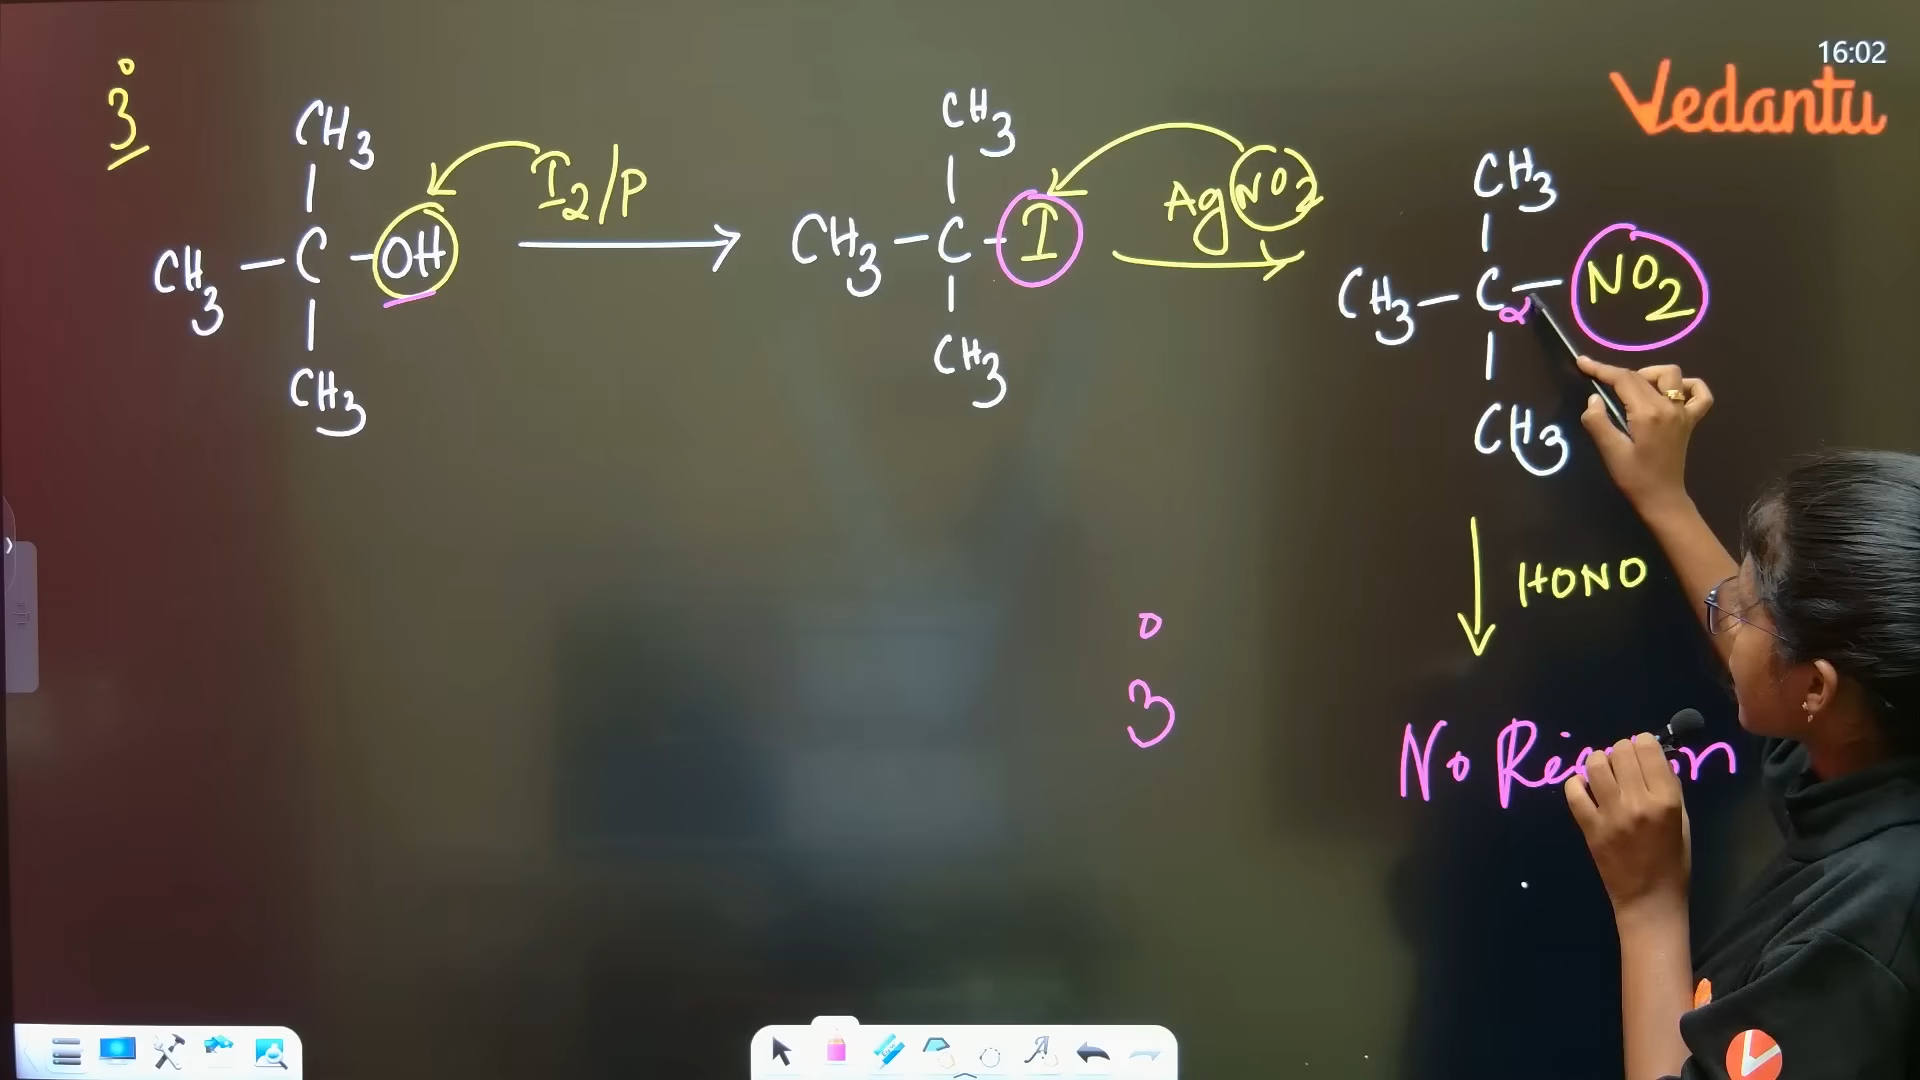 16:02
Vedantu
3°
CH3
CH3 - C - OH
CH3
I2/P
CH3
CH3 - C - I
CH3
AgNO2
CH3
CH3 - C - NO2
α
CH3
HONO
3°
No